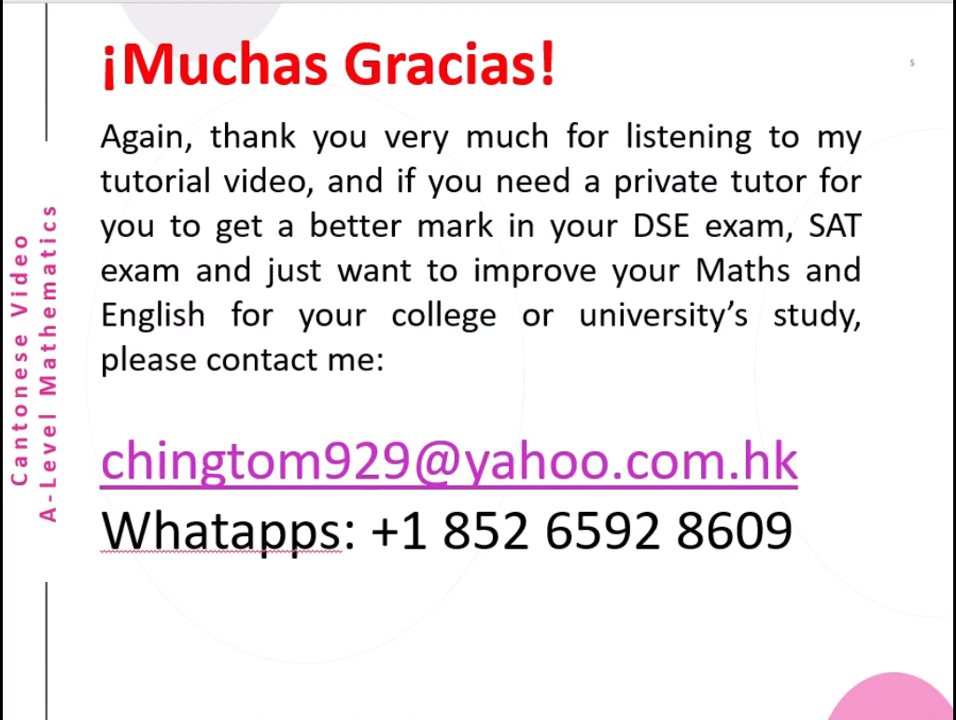 ¡Muchas Gracias!
5
Again, thank you very much for listening to my
tutorial video, and if you need a private tutor for
you to get a better mark in your DSE exam, SAT
exam and just want to improve your Maths and
English for your college or university’s study,
please contact me:
chingtom929@yahoo.com.hk
Whatapps: +1 852 6592 8609
Cantonese Video
A-Level Mathematics